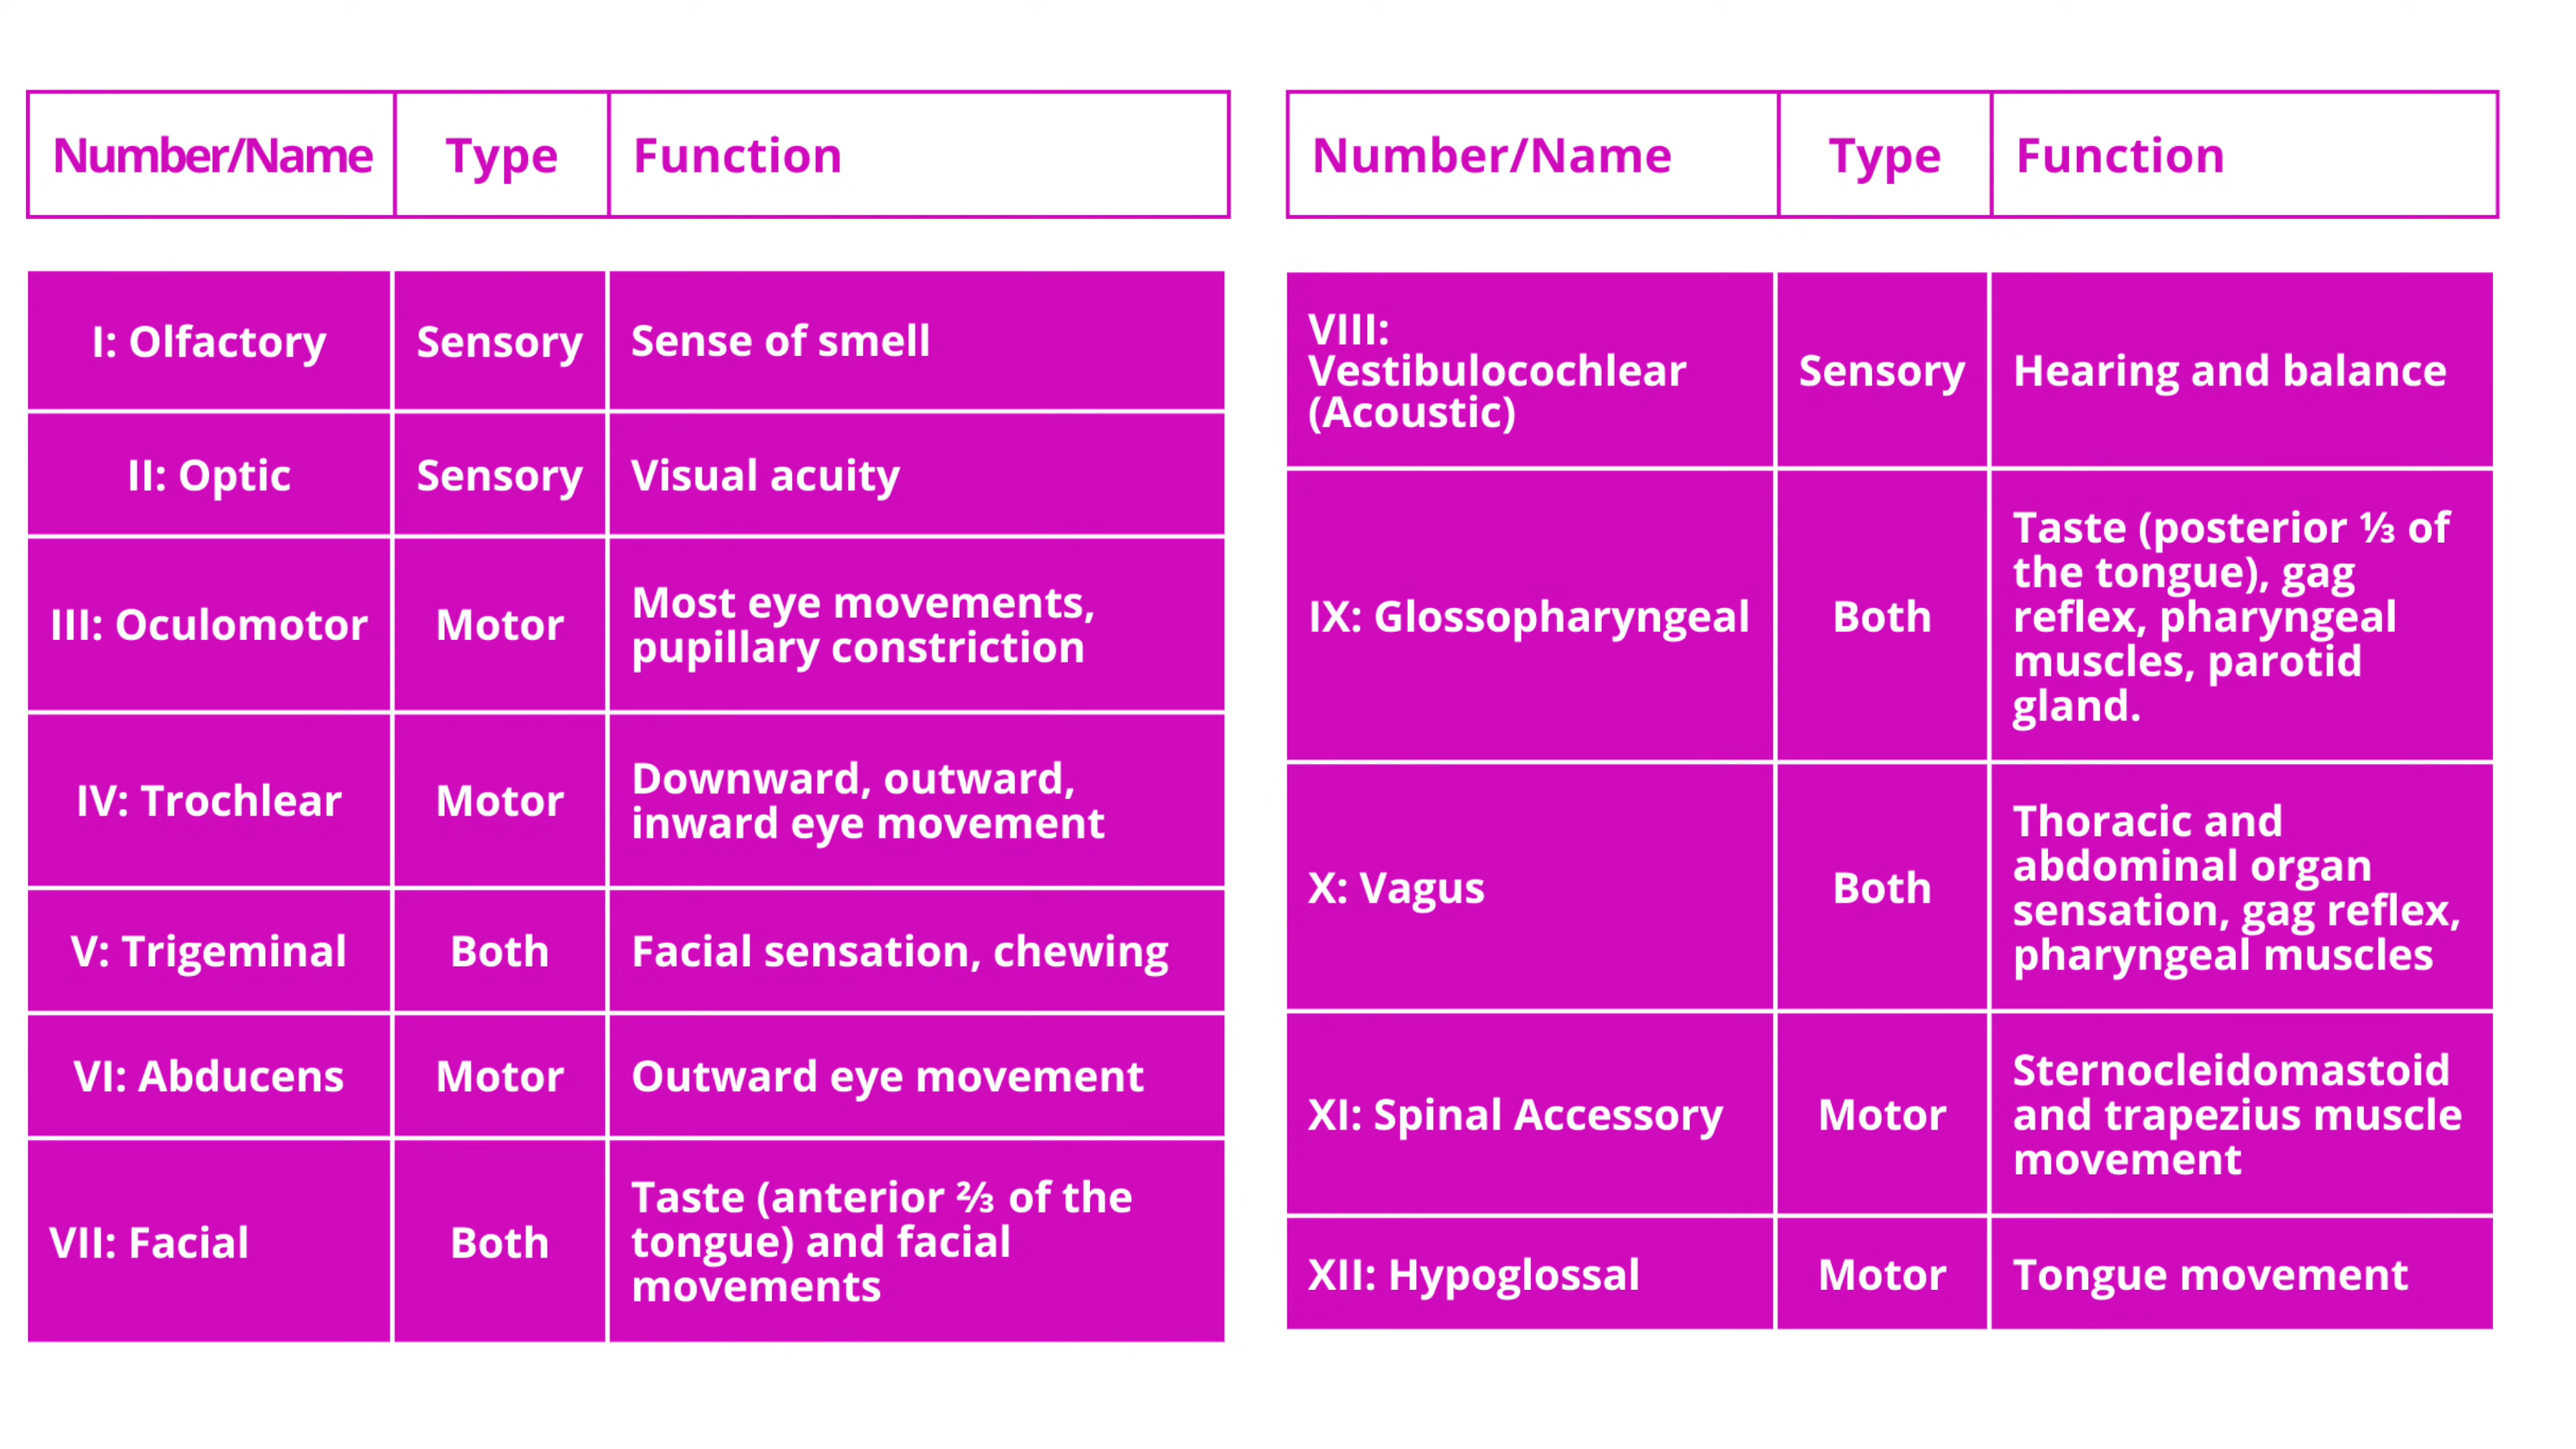 Number/Name Type Function
I: Olfactory Sensory Sense of smell
II: Optic Sensory Visual acuity
III: Oculomotor Motor Most eye movements,
pupillary constriction
IV: Trochlear Motor Downward, outward,
inward eye movement
V: Trigeminal Both Facial sensation, chewing
VI: Abducens Motor Outward eye movement
VII: Facial Both Taste (anterior ⅔ of the
tongue) and facial
movements
Number/Name Type Function
VIII:
Vestibulocochlear
(Acoustic) Sensory Hearing and balance
IX: Glossopharyngeal Both Taste (posterior ⅓ of
the tongue), gag
reflex, pharyngeal
muscles, parotid
gland.
X: Vagus Both Thoracic and
abdominal organ
sensation, gag reflex,
pharyngeal muscles
XI: Spinal Accessory Motor Sternocleidomastoid
and trapezius muscle
movement
XII: Hypoglossal Motor Tongue movement